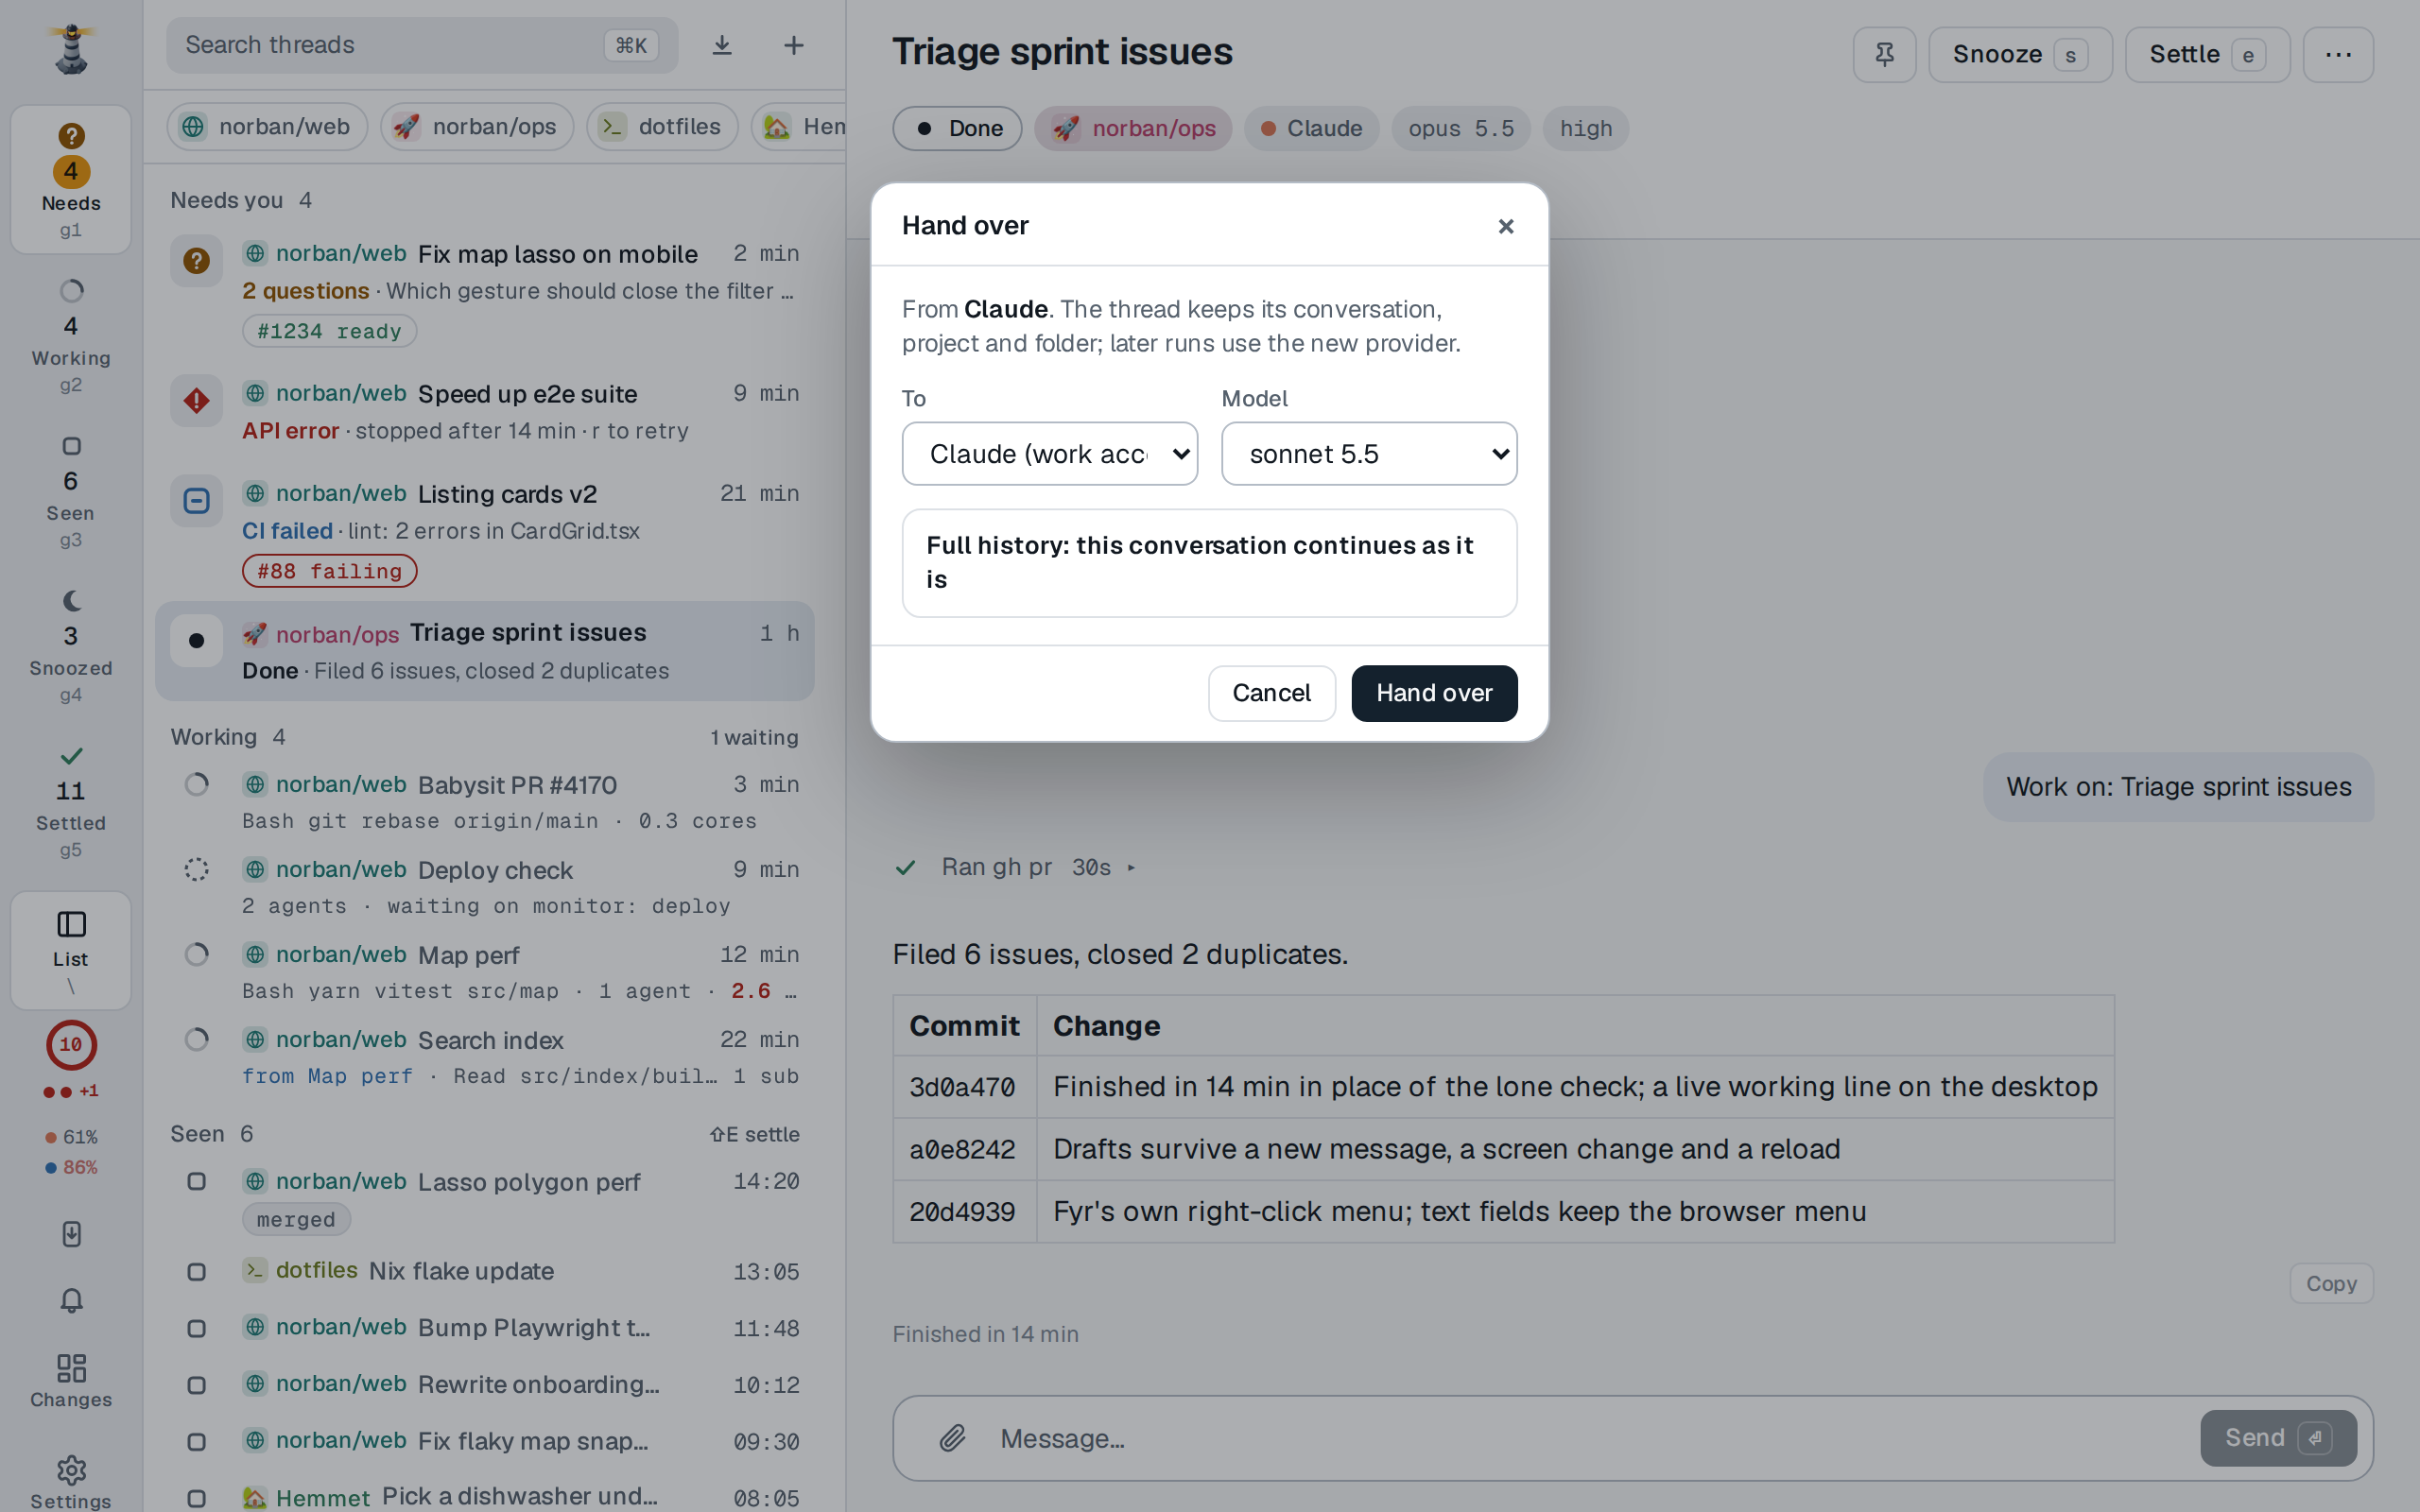 Search threads ⌘K
norban/web norban/ops dotfiles Hem
4
Needs
g1
4
Working
g2
6
Seen
g3
3
Snoozed
g4
11
Settled
g5
List
\
10
+1
61%
86%
Changes
Settings
Needs you 4
norban/web Fix map lasso on mobile 2 min
2 questions · Which gesture should close the filter …
#1234 ready
norban/web Speed up e2e suite 9 min
API error · stopped after 14 min · r to retry
norban/web Listing cards v2 21 min
CI failed · lint: 2 errors in CardGrid.tsx
#88 failing
norban/ops Triage sprint issues 1 h
Done · Filed 6 issues, closed 2 duplicates
Working 4 1 waiting
norban/web Babysit PR #4170 3 min
Bash git rebase origin/main · 0.3 cores
norban/web Deploy check 9 min
2 agents · waiting on monitor: deploy
norban/web Map perf 12 min
Bash yarn vitest src/map · 1 agent · 2.6 …
norban/web Search index 22 min
from Map perf · Read src/index/buil… 1 sub
Seen 6 ⇧E settle
norban/web Lasso polygon perf 14:20
merged
dotfiles Nix flake update 13:05
norban/web Bump Playwright t… 11:48
norban/web Rewrite onboarding… 10:12
norban/web Fix flaky map snap… 09:30
Hemmet Pick a dishwasher und… 08:05
Triage sprint issues
Snooze s Settle e ⋯
Done norban/ops Claude opus 5.5 high
Hand over ×
From Claude. The thread keeps its conversation,
project and folder; later runs use the new provider.
To Model
Claude (work acc sonnet 5.5
Full history: this conversation continues as it
is
Cancel Hand over
Work on: Triage sprint issues
Ran gh pr 30s ▸
Filed 6 issues, closed 2 duplicates.
Commit Change
3d0a470 Finished in 14 min in place of the lone check; a live working line on the desktop
a0e8242 Drafts survive a new message, a screen change and a reload
20d4939 Fyr's own right-click menu; text fields keep the browser menu
Copy
Finished in 14 min
Message…
Send ⏎